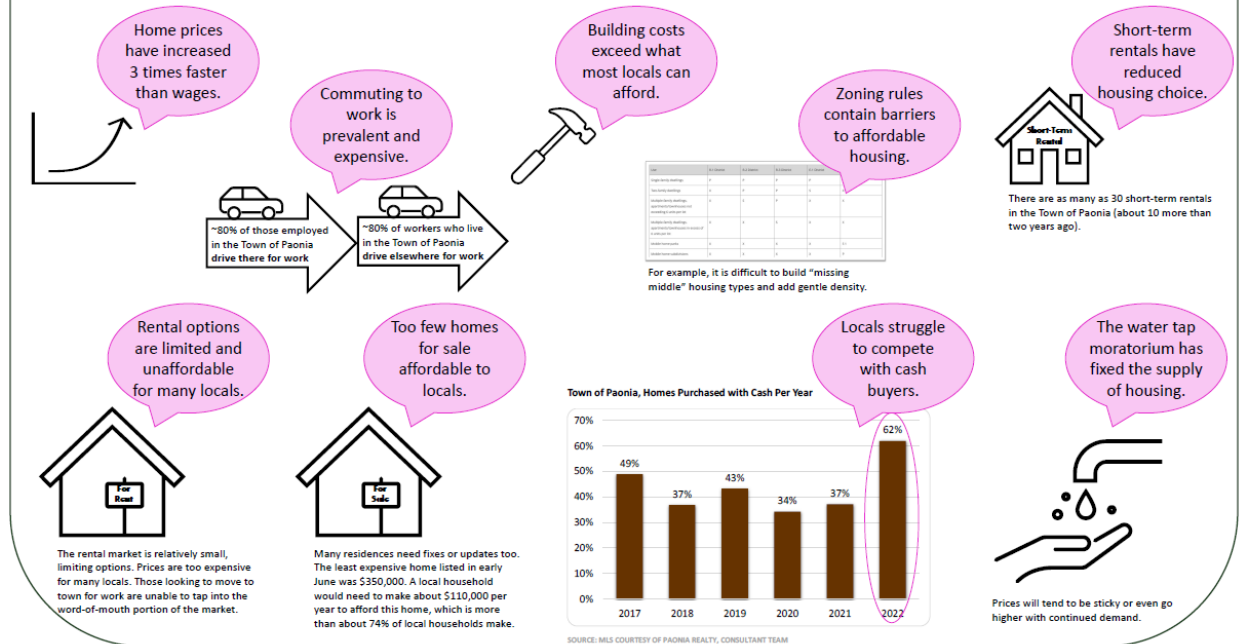 Home prices
have increased
3 times faster
than wages.
Commuting to
work is
prevalent and
expensive.
~80% of those employed
in the Town of Paonia
drive there for work
~80% of workers who live
in the Town of Paonia
drive elsewhere for work
Building costs
exceed what
most locals can
afford.
Zoning rules
contain barriers
to affordable
housing.
For example, it is difficult to build “missing
middle” housing types and add gentle density.
Short-term
rentals have
reduced
housing choice.
Short-Term
Rental
There are as many as 30 short-term rentals
in the Town of Paonia (about 10 more than
two years ago).
Rental options
are limited and
unaffordable
for many locals.
For
Rent
The rental market is relatively small,
limiting options. Prices are too expensive
for many locals. Those looking to move to
town for work are unable to tap into the
word-of-mouth portion of the market.
Too few homes
for sale
affordable to
locals.
For
Sale
Many residences need fixes or updates too.
The least expensive home listed in early
June was $350,000. A local household
would need to make about $110,000 per
year to afford this home, which is more
than about 74% of local households make.
Locals struggle
to compete
with cash
buyers.
Town of Paonia, Homes Purchased with Cash Per Year
70%
60%
50%
40%
30%
20%
10%
0%
49%
37%
43%
34%
37%
62%
2017 2018 2019 2020 2021 2022
SOURCE: MLS COURTESY OF PAONIA REALTY, CONSULTANT TEAM
The water tap
moratorium has
fixed the supply
of housing.
Prices will tend to be sticky or even go
higher with continued demand.